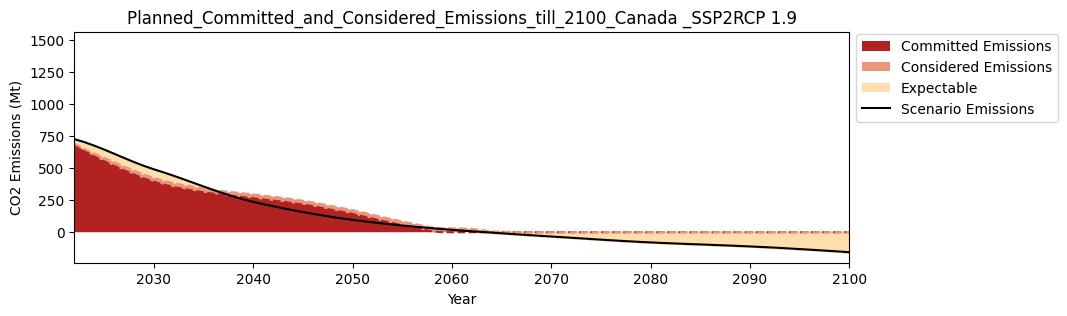 Planned_Committed_and_Considered_Emissions_till_2100_Canada _SSP2RCP 1.9
CO2 Emissions (Mt)
1500
1250
1000
750
500
250
0
2030 2040 2050 2060 2070 2080 2090 2100
Year
Committed Emissions
Considered Emissions
Expectable
Scenario Emissions